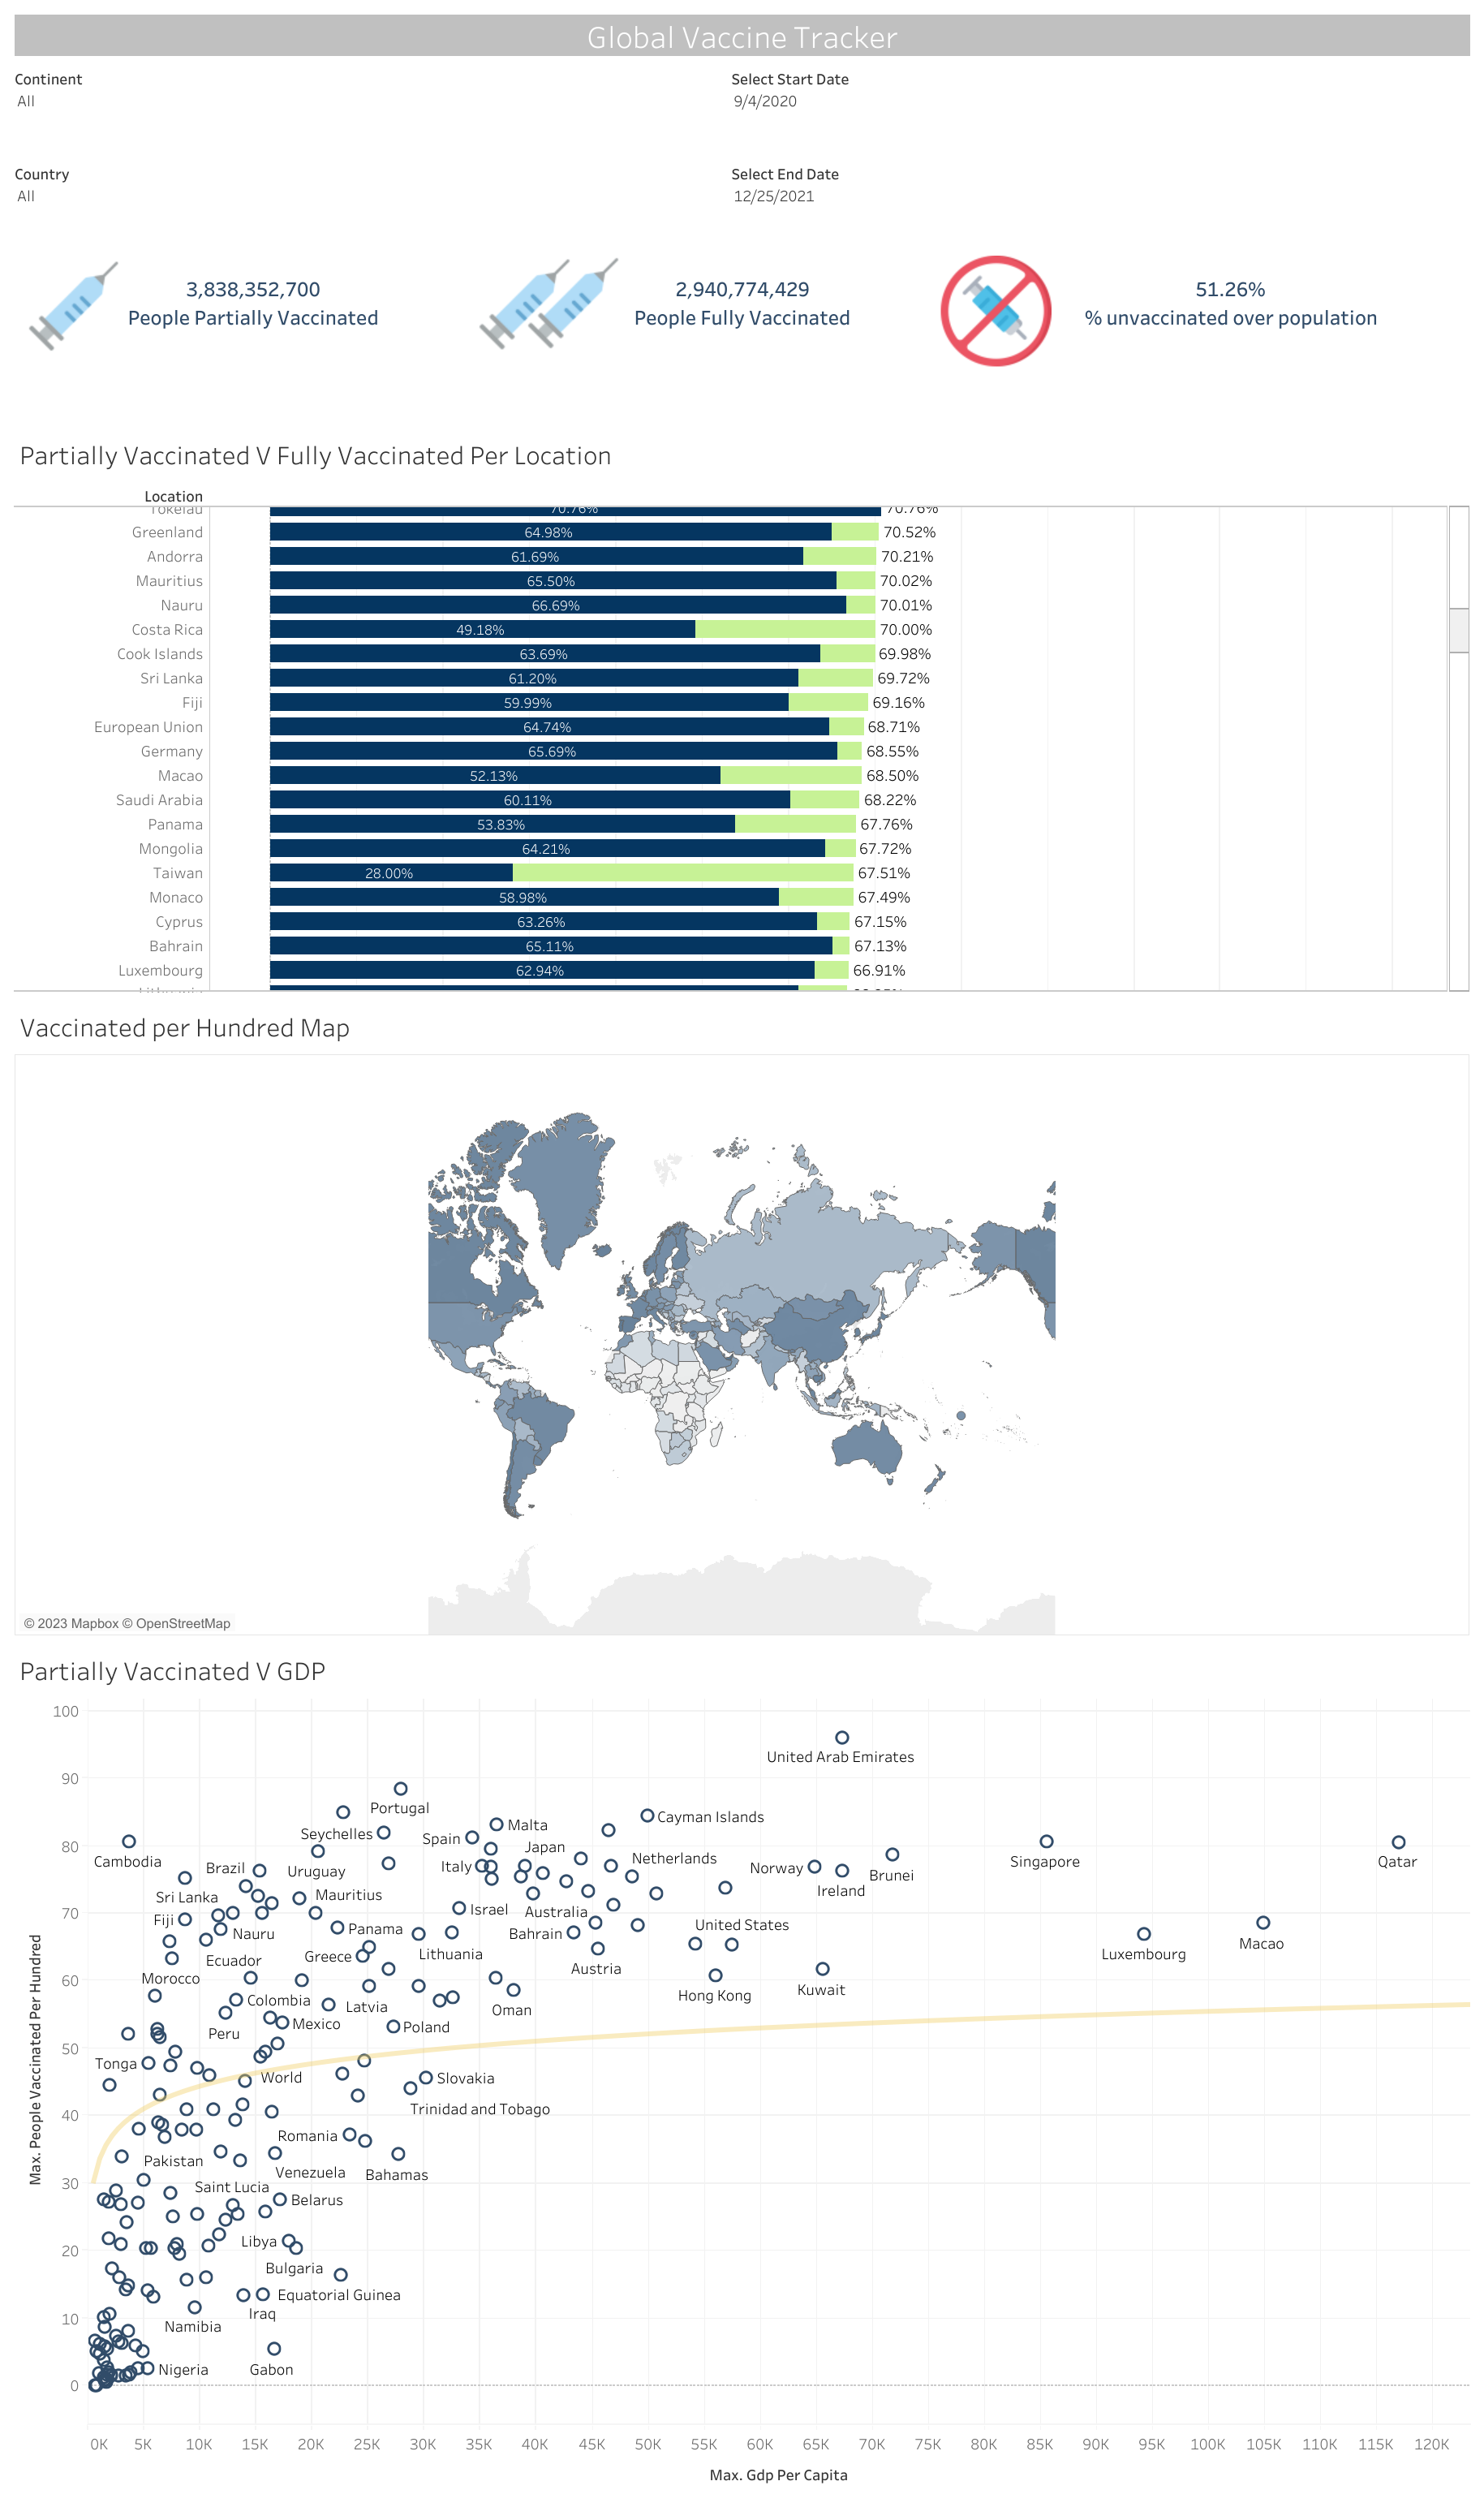 Global Vaccine Tracker
Continent
All
Select Start Date
9/4/2020
Country
All
Select End Date
12/25/2021
3,838,352,700
People Partially Vaccinated
2,940,774,429
People Fully Vaccinated
51.26%
% unvaccinated over population
Partially Vaccinated V Fully Vaccinated Per Location
Location
Tokelau 70.76% 70.76%
Greenland 64.98% 70.52%
Andorra 61.69% 70.21%
Mauritius 65.50% 70.02%
Nauru 66.69% 70.01%
Costa Rica 49.18% 70.00%
Cook Islands 63.69% 69.98%
Sri Lanka 61.20% 69.72%
Fiji 59.99% 69.16%
European Union 64.74% 68.71%
Germany 65.69% 68.55%
Macao 52.13% 68.50%
Saudi Arabia 60.11% 68.22%
Panama 53.83% 67.76%
Mongolia 64.21% 67.72%
Taiwan 28.00% 67.51%
Monaco 58.98% 67.49%
Cyprus 63.26% 67.15%
Bahrain 65.11% 67.13%
Luxembourg 62.94% 66.91%
Vaccinated per Hundred Map
© 2023 Mapbox © OpenStreetMap
Partially Vaccinated V GDP
Max. People Vaccinated Per Hundred
100
90
80
70
60
50
40
30
20
10
0
United Arab Emirates
Portugal
Cayman Islands
Malta
Seychelles
Spain
Japan
Cambodia
Brazil
Uruguay
Italy
Netherlands
Norway
Ireland
Brunei
Singapore
Qatar
Sri Lanka
Mauritius
Israel
Australia
Fiji
Nauru
Panama
Bahrain
United States
Ecuador
Greece
Lithuania
Luxembourg
Macao
Morocco
Austria
Colombia
Latvia
Oman
Hong Kong
Kuwait
Peru
Mexico
Poland
Tonga
World
Slovakia
Trinidad and Tobago
Romania
Pakistan
Venezuela
Bahamas
Saint Lucia
Belarus
Libya
Bulgaria
Equatorial Guinea
Iraq
Namibia
Nigeria
Gabon
0K 5K 10K 15K 20K 25K 30K 35K 40K 45K 50K 55K 60K 65K 70K 75K 80K 85K 90K 95K 100K 105K 110K 115K 120K
Max. Gdp Per Capita